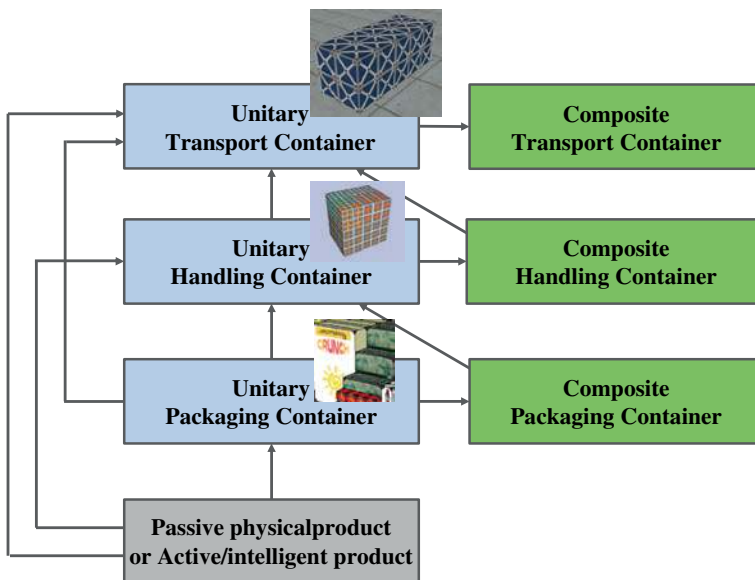 Unitary
Transport Container
Composite
Transport Container
Unitary
Handling Container
Composite
Handling Container
CRUNCH
Unitary
Packaging Container
Composite
Packaging Container
Passive physicalproduct
or Active/intelligent product